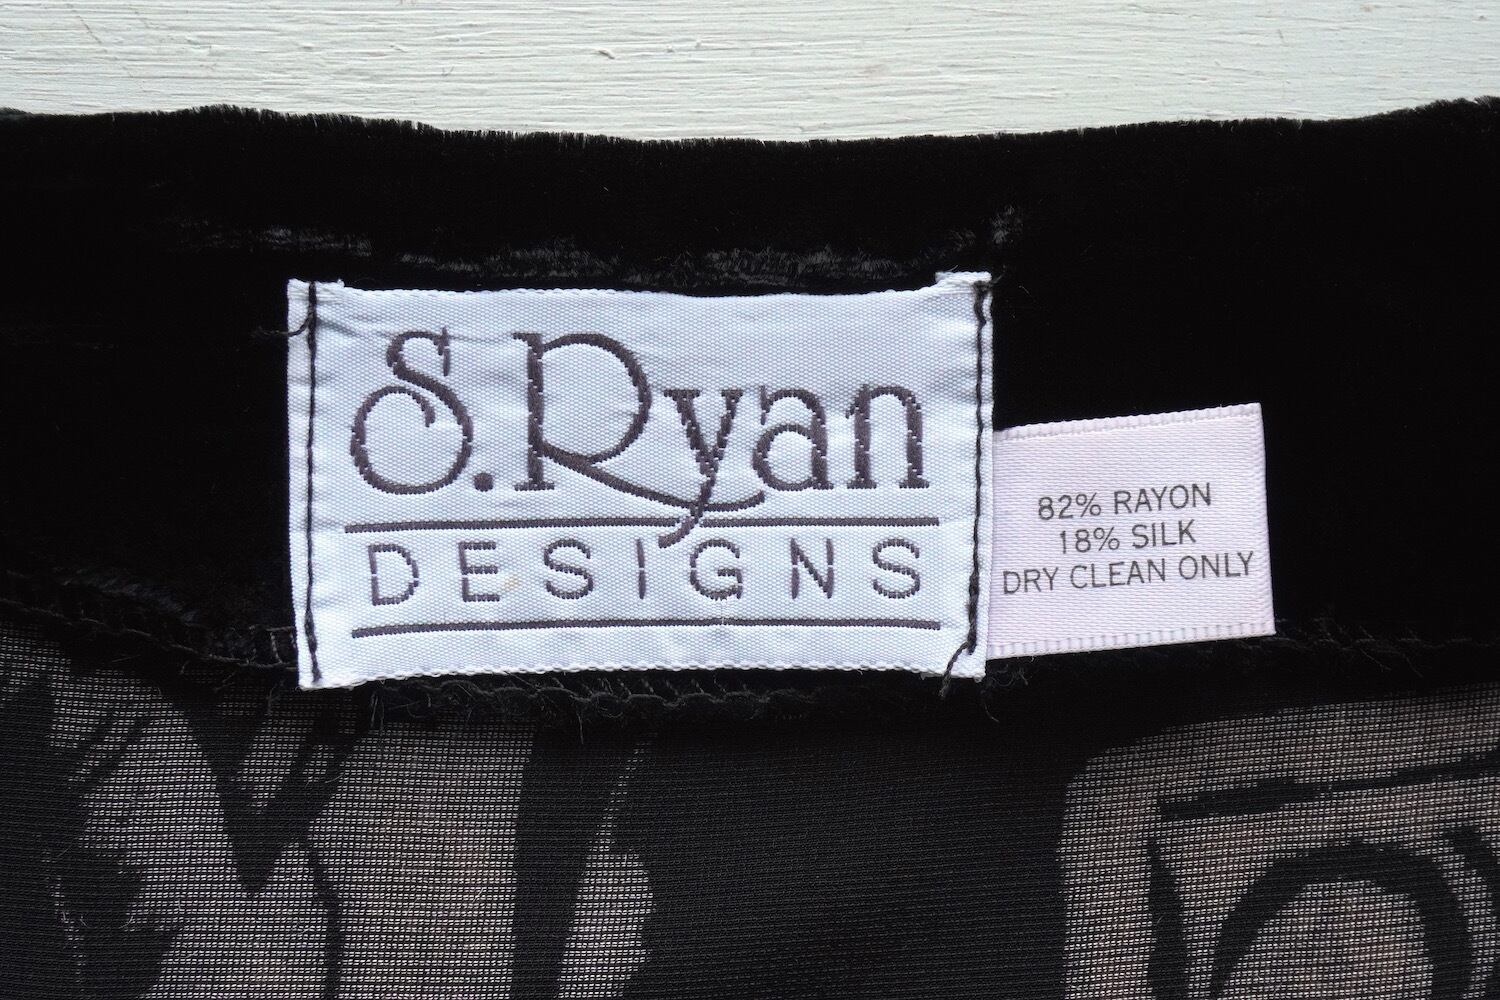 S. Ryan
DESIGNS
82% RAYON
18% SILK
DRY CLEAN ONLY